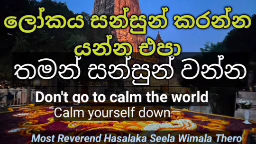 ලෝකය සන්සුන් කරන්න
යන්න එපා
තමන් සන්සුන් වන්න
Don't go to calm the world
Calm yourself down
Most Reverend Hasalaka Seela Wimala Thero